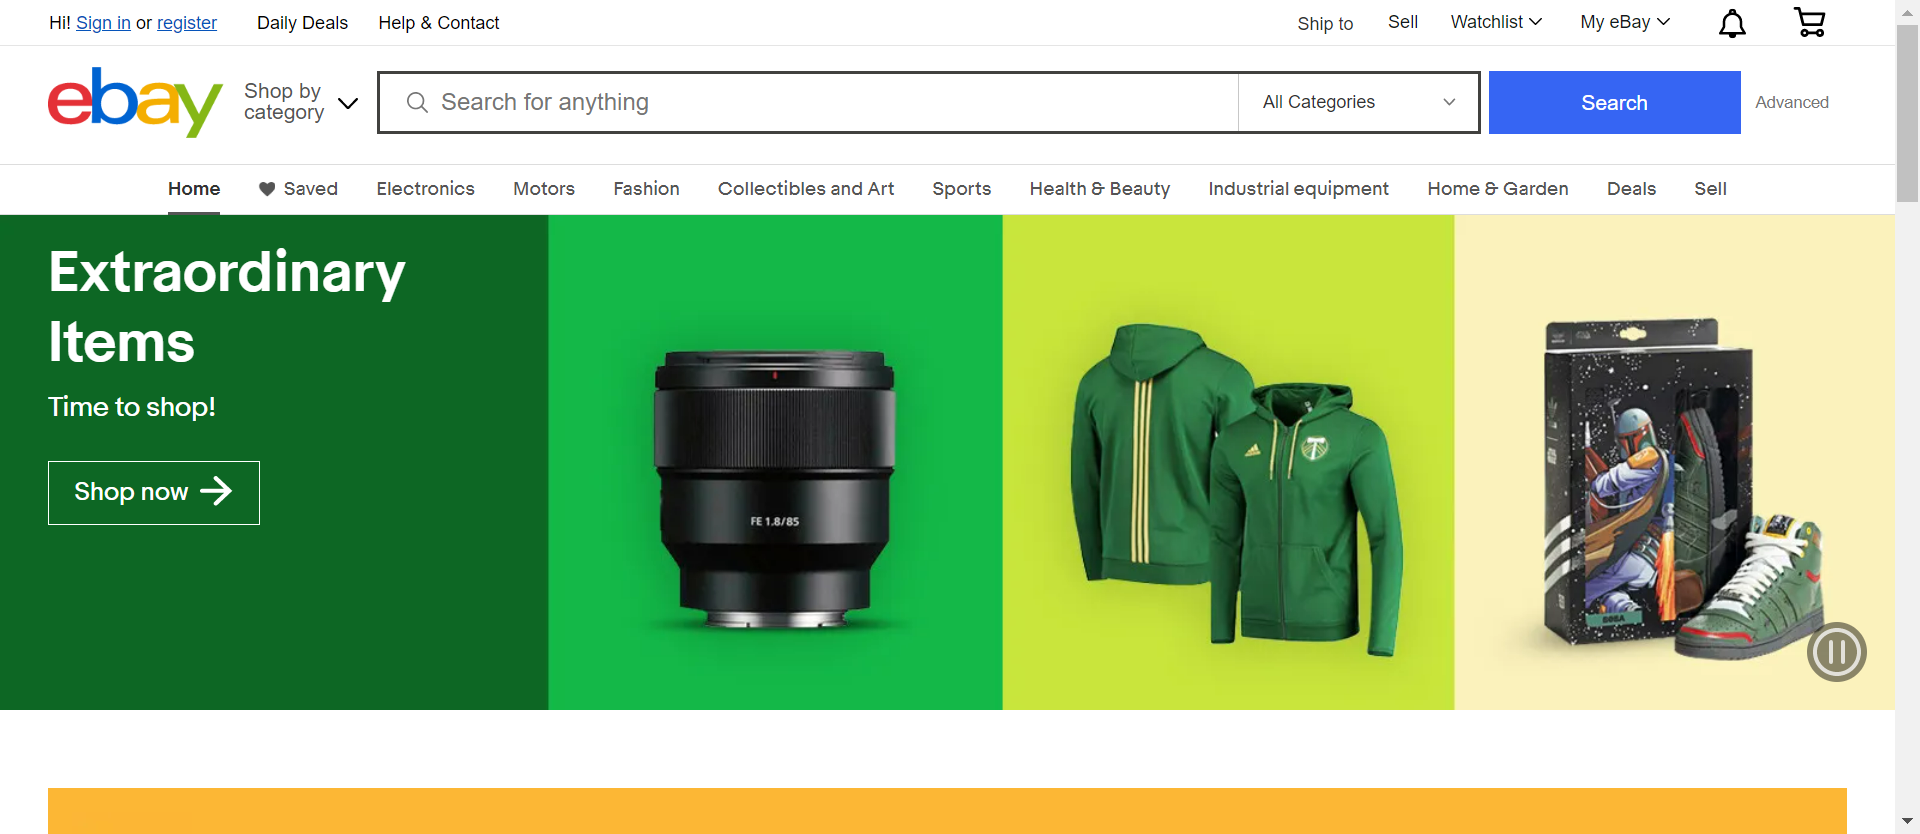 Hi! Sign in or register Daily Deals Help & Contact Ship to Sell Watchlist My eBay
ebay
Shop by
category
Search for anything All Categories Search Advanced
Home Saved Electronics Motors Fashion Collectibles and Art Sports Health & Beauty Industrial equipment Home & Garden Deals Sell
Extraordinary
Items
Time to shop!
Shop now
FE 1.8/85